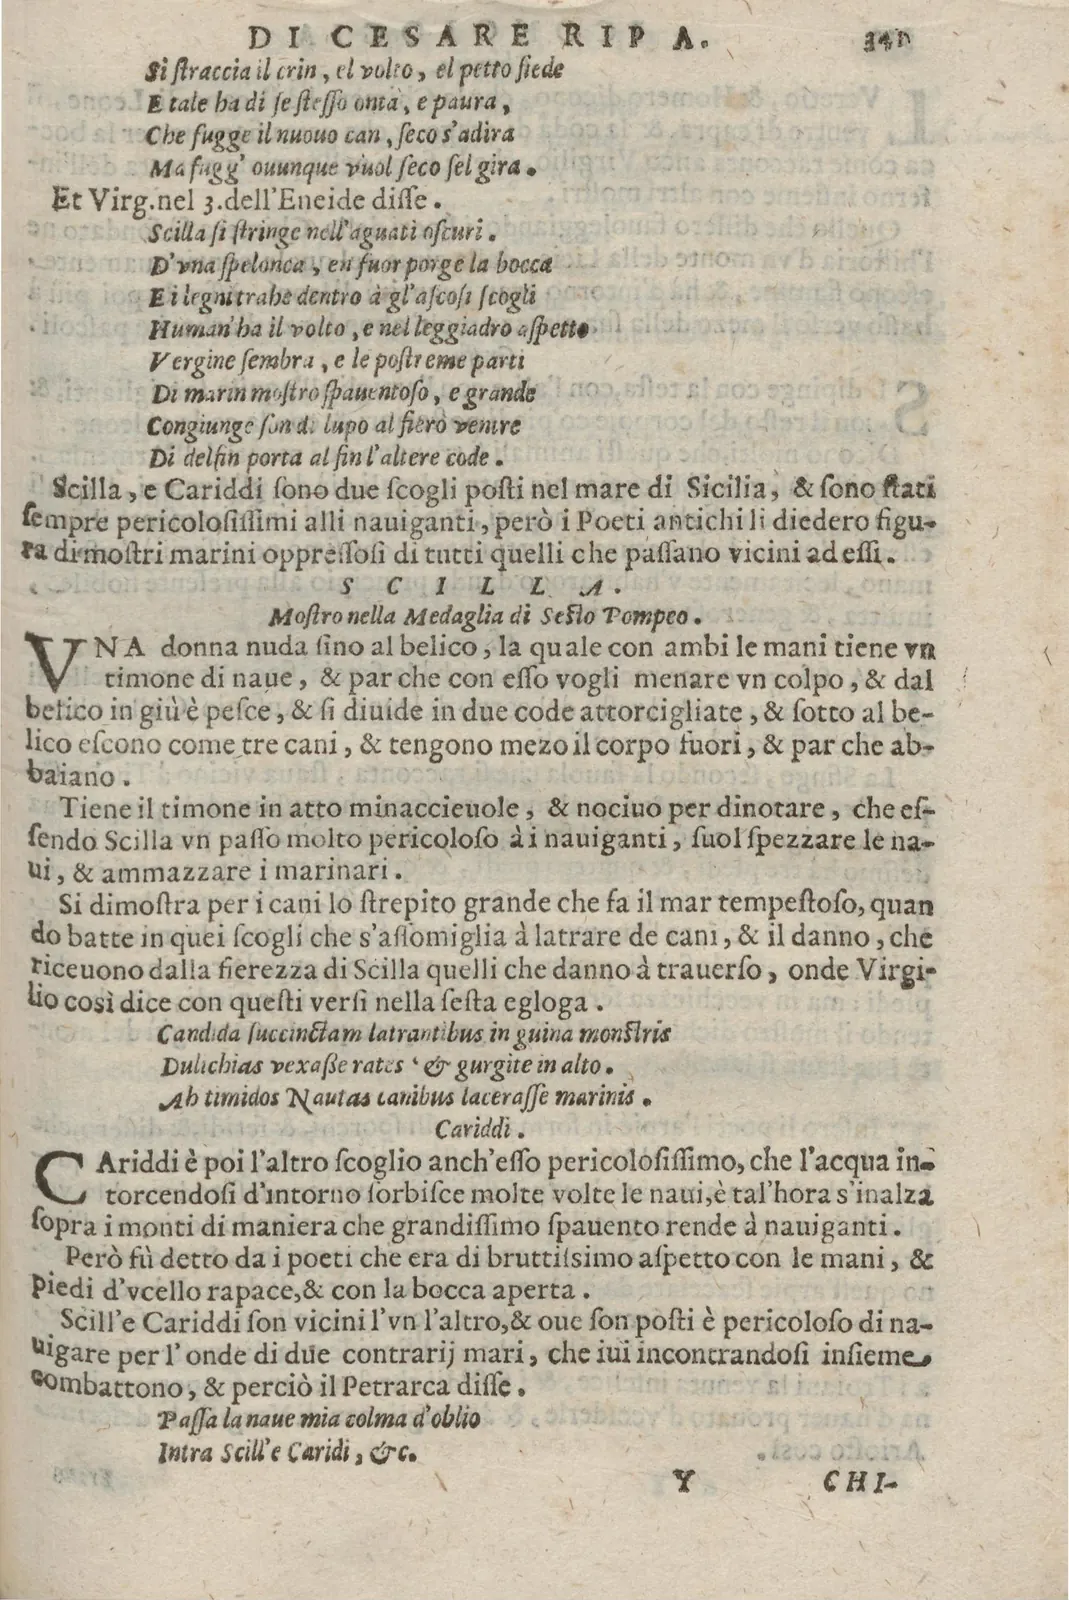 DI CESARE RIPA.
Si ſtraccia il crin, el volto, el petto fiede
E tale ha di ſe ſteſſo onta, e paura,
Che fugge il nuouo can, ſeco s'adira
Ma fugg' ouunque vuol ſeco ſel gira.
Et Virg. nel 3. dell'Eneide diſſe.
Scilla ſi ſtringe nell'aguati oſcuri.
D'vna ſpelonca, en fuor porge la bocca
E i legni trahe dentro à gl'aſcoſi ſcogli
Human' ha il volto, e nel leggiadro aſpetto
Vergine ſembra, e le poſtreme parti
Di marin moſtro ſpauentoſo, e grande
Congiunge ſon di lupo al fiero ventre
Di delfin porta al fin l'altere code.
Scilla, e Cariddi ſono due ſcogli poſti nel mare di Sicilia, & ſono ſtati
ſempre pericoloſiſſimi alli nauiganti, però i Poeti antichi li diedero figu-
ra di moſtri marini oppreſſoſi di tutti quelli che paſſano vicini ad eſſi.
SCILLA.
Moſtro nella Medaglia di Seſto Pompeo.
VNA donna nuda ſino al belico, la quale con ambi le mani tiene vn
timone di naue, & par che con eſſo vogli menare vn colpo, & dal
belico in giù è peſce, & ſi diuide in due code attorcigliate, & ſotto al be-
lico eſcono come tre cani, & tengono mezo il corpo fuori, & par che ab-
baiano.
Tiene il timone in atto minaccieuole, & nociuo per dinotare, che eſ-
ſendo Scilla vn paſſo molto pericoloſo à i nauiganti, ſuol ſpezzare le na-
ui, & ammazzare i marinari.
Si dimoſtra per i cani lo ſtrepito grande che fa il mar tempeſtoſo, quan
do batte in quei ſcogli che s'aſſomiglia à latrare de cani, & il danno, che
riceuono dalla fierezza di Scilla quelli che danno à trauerſo, onde Virgi-
lio così dice con queſti verſi nella ſeſta egloga.
Candida ſuccinctam latrantibus in guina monſtris
Dulichias vexaſſe rates ‘ & gurgite in alto.
Ah timidos Nautas canibus laceraſſe marinis.
Cariddi.
CAriddi è poi l'altro ſcoglio anch'eſſo pericoloſiſſimo, che l'acqua in-
torcendoſi d'intorno ſorbiſce molte volte le naui, è tal'hora s'inalza
ſopra i monti di maniera che grandiſſimo ſpauento rende à nauiganti.
Però fù detto da i poeti che era di bruttiſsimo aſpetto con le mani, &
Piedi d'vcello rapace, & con la bocca aperta.
Scill'e Cariddi ſon vicini l'vn l'altro, & oue ſon poſti è pericoloſo di na-
uigare per l'onde di due contrarij mari, che iui incontrandoſi inſieme
combattono, & perciò il Petrarca diſſe.
Paſſa la naue mia colma d'oblio
Intra Scill'e Caridi, &c.
Y CHI-